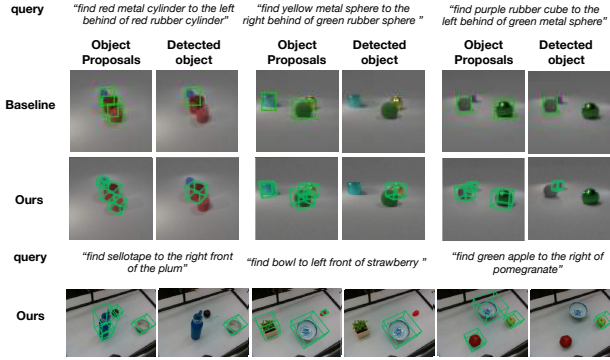 query
"find red metal cylinder to the left
behind of red rubber cylinder"
"find yellow metal sphere to the
right behind of green rubber sphere "
"find purple rubber cube to the
left behind of green metal sphere"
Object
Proposals
Detected
object
Object
Proposals
Detected
object
Object
Proposals
Detected
object
Baseline
Ours
query
"find sellotape to the right front
of the plum"
"find bowl to left front of strawberry "
"find green apple to the right of
pomegranate"
Ours